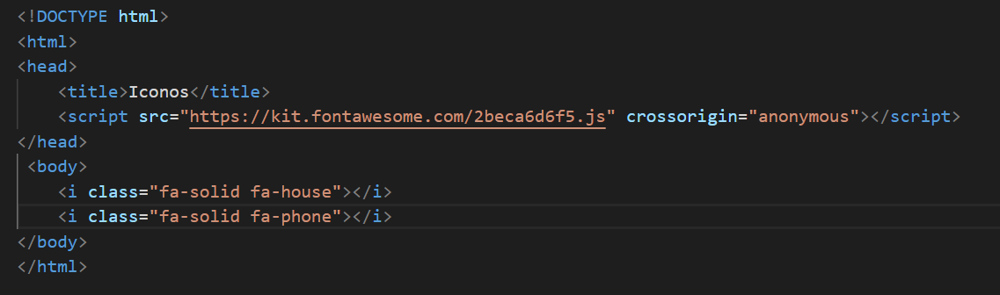 <!DOCTYPE html>
<html>
<head>
    <title>Iconos</title>
    <script src="https://kit.fontawesome.com/2beca6d6f5.js" crossorigin="anonymous"></script>
</head>
 <body>
    <i class="fa-solid fa-house"></i>
    <i class="fa-solid fa-phone"></i>
</body>
</html>